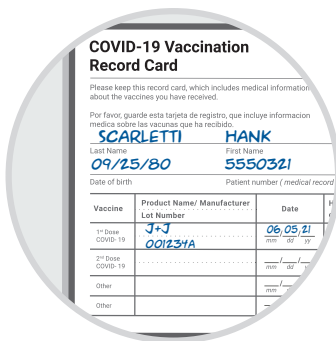 COVID-19 Vaccination
Record Card
Please keep this record card, which includes medical information
about the vaccines you have received.
Por favor, guarde esta tarjeta de registro, que incluye informacion
medica sobre las vacunas que ha recibido.
SCARLETTI HANK
Last Name First Name
09/25/80 5550321
Date of birth Patient number (medical record
Vaccine Product Name/ Manufacturer Date
Lot Number
1st Dose J+J 06/05/21
COVID-19 001234A mm dd yy
2nd Dose
COVID-19 mm dd yy
Other mm
Other